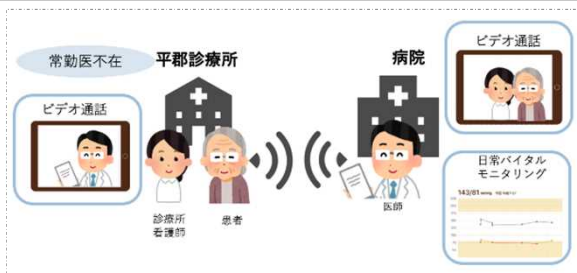 常勤医不在
平郡診療所
病院
ビデオ通話
ビデオ通話
診療所
看護師
患者
医師
日常バイタル
モニタリング
143/81